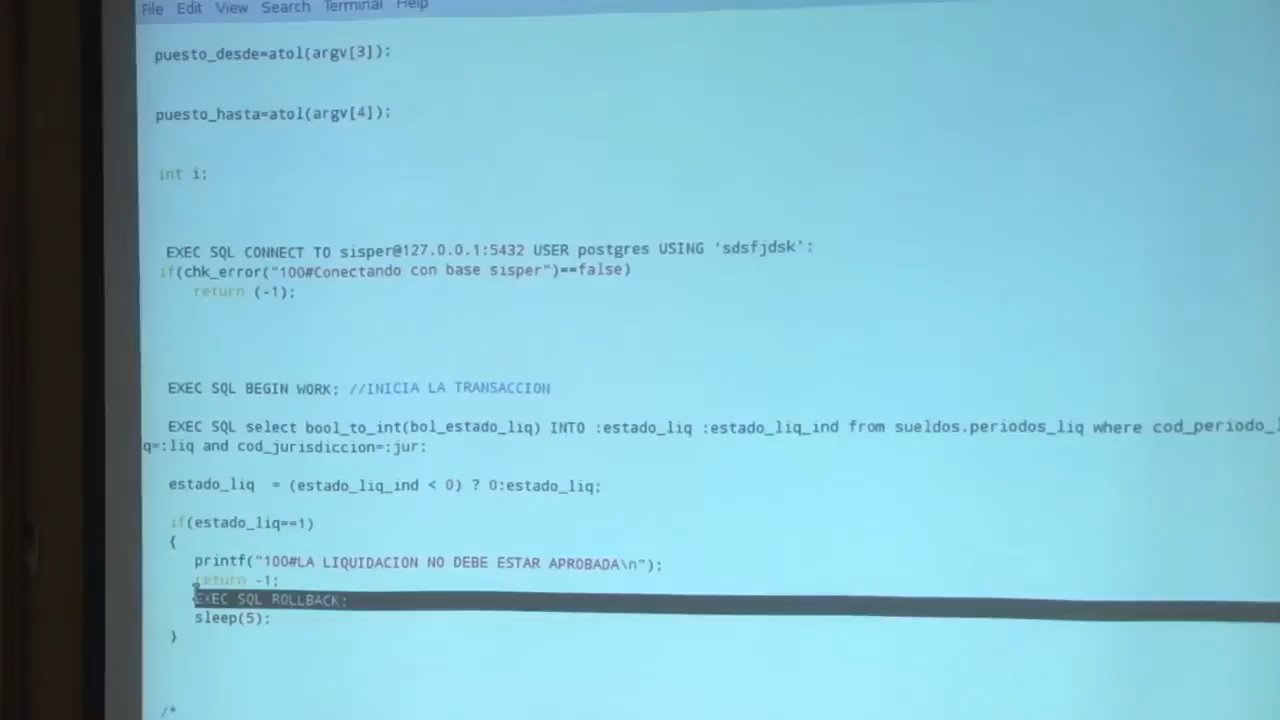 File Edit View Search Terminal Help
puesto_desde=atol(argv[3]);
puesto_hasta=atol(argv[4]);
int i;
EXEC SQL CONNECT TO sisper@127.0.0.1:5432 USER postgres USING 'sdsfjdsk';
if(chk_error("100#Conectando con base sisper")==false)
return (-1);
EXEC SQL BEGIN WORK; //INICIA LA TRANSACCION
EXEC SQL select bool_to_int(bol_estado_liq) INTO :estado_liq :estado_liq_ind from sueldos.periodos_liq where cod_periodo_l
q=:liq and cod_jurisdiccion=:jur;
estado_liq = (estado_liq_ind < 0) ? 0:estado_liq;
if(estado_liq==1)
{
printf("100#LA LIQUIDACION NO DEBE ESTAR APROBADA\n");
return -1;
EXEC SQL ROLLBACK;
sleep(5);
}
/*